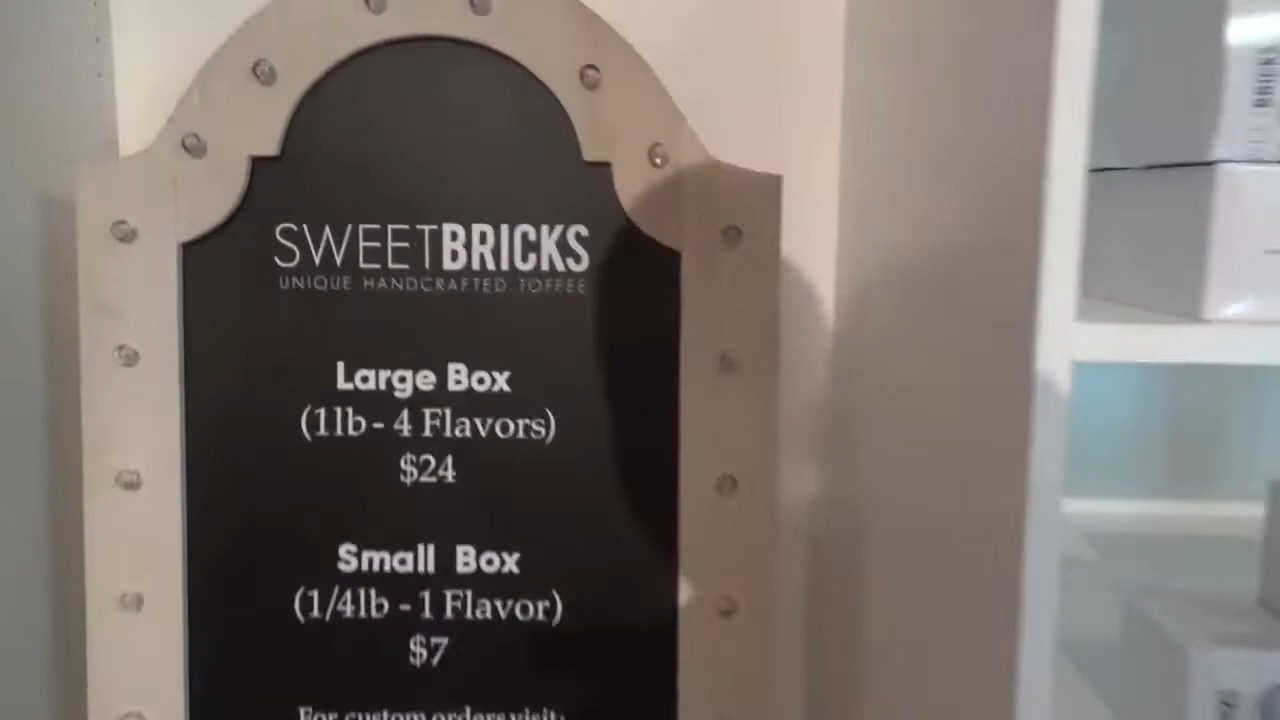 SWEETBRICKS
UNIQUE HANDCRAFTED TOFFEE
Large Box
(1lb - 4 Flavors)
$24
Small Box
(1/4lb - 1 Flavor)
$7
For custom orders visit:
BRICK